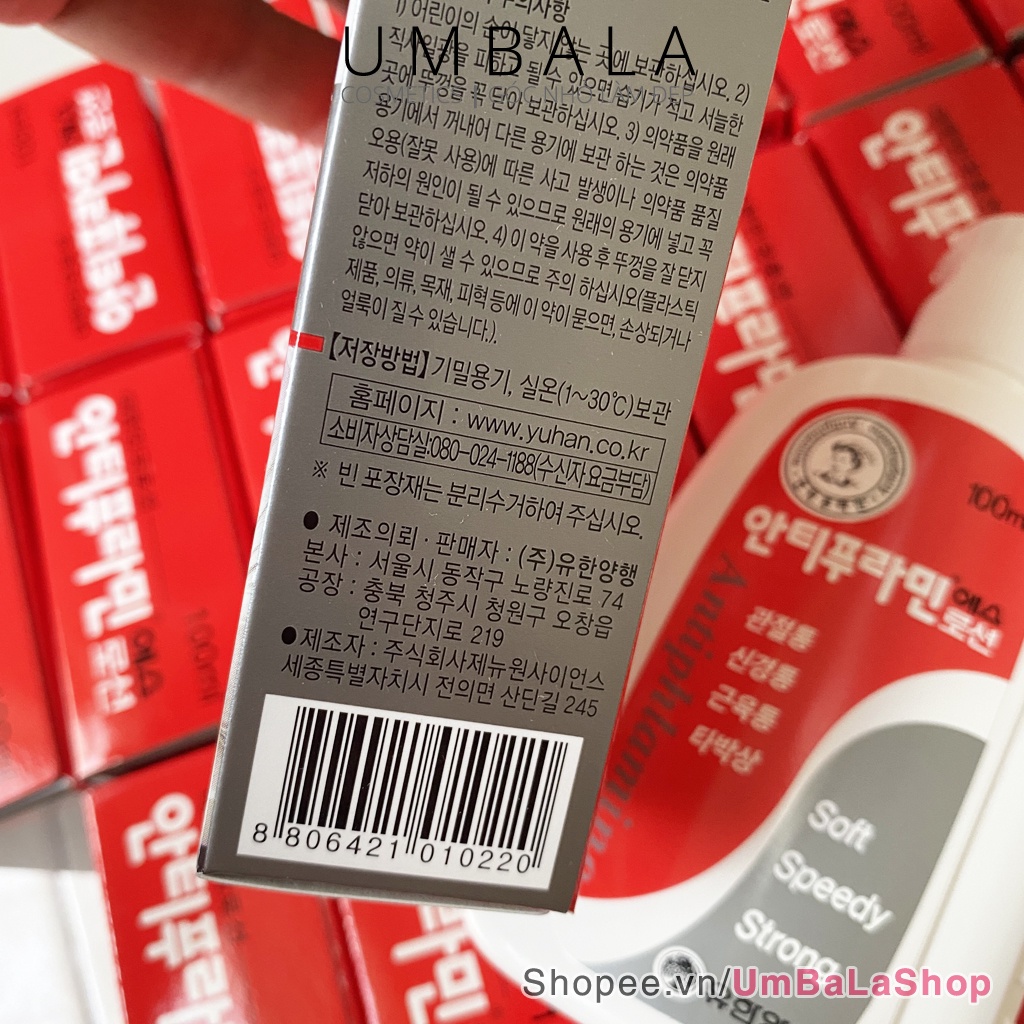 UMBALA
1) 어린이의 손이 닿지 않는 곳에 보관하십시오. 2)
직사일광을 피하고 될수 있으면 습기가 적고 서늘한
곳에 뚜껑을 꼭 닫아 보관하십시오. 3) 의약품을 원래
용기에서 꺼내어 다른 용기에 보관 하는 것은 의약품
오용(잘못 사용)에 따른 사고 발생이나 의약품 품질
저하의 원인이 될 수 있으므로 원래의 용기에 넣고 꼭
닫아 보관하십시오. 4) 이 약을 사용 후 뚜껑을 잘 닫지
않으면 약이 샐 수 있으므로 주의 하십시오(플라스틱
제품, 의류, 목재, 피혁 등에 이 약이 묻으면, 손상되거나
얼룩이 질 수 있습니다.).
【저장방법】기밀용기, 실온(1~30℃)보관
홈페이지 : www.yuhan.co.kr
소비자상담실:080-024-1188(수신자 요금부담)
※ 빈 포장재는 분리수거하여 주십시오.
● 제조의뢰 · 판매자 : (주)유한양행
본사 : 서울시 동작구 노량진로 74
공장 : 충북 청주시 청원구 오창읍
연구단지로 219
●제조자 : 주식회사제뉴원사이언스
세종특별자치시 전의면 산단길 245
8 806421 010220
100m
안티푸라민 에스
로션
Antiphlamine
관절통
신경통
근육통
타박상
Soft
Speedy
Strong
안티푸라민 에스
로션
100ml
안티푸라민
안티푸
Shopee.vn/UmBaLaShop